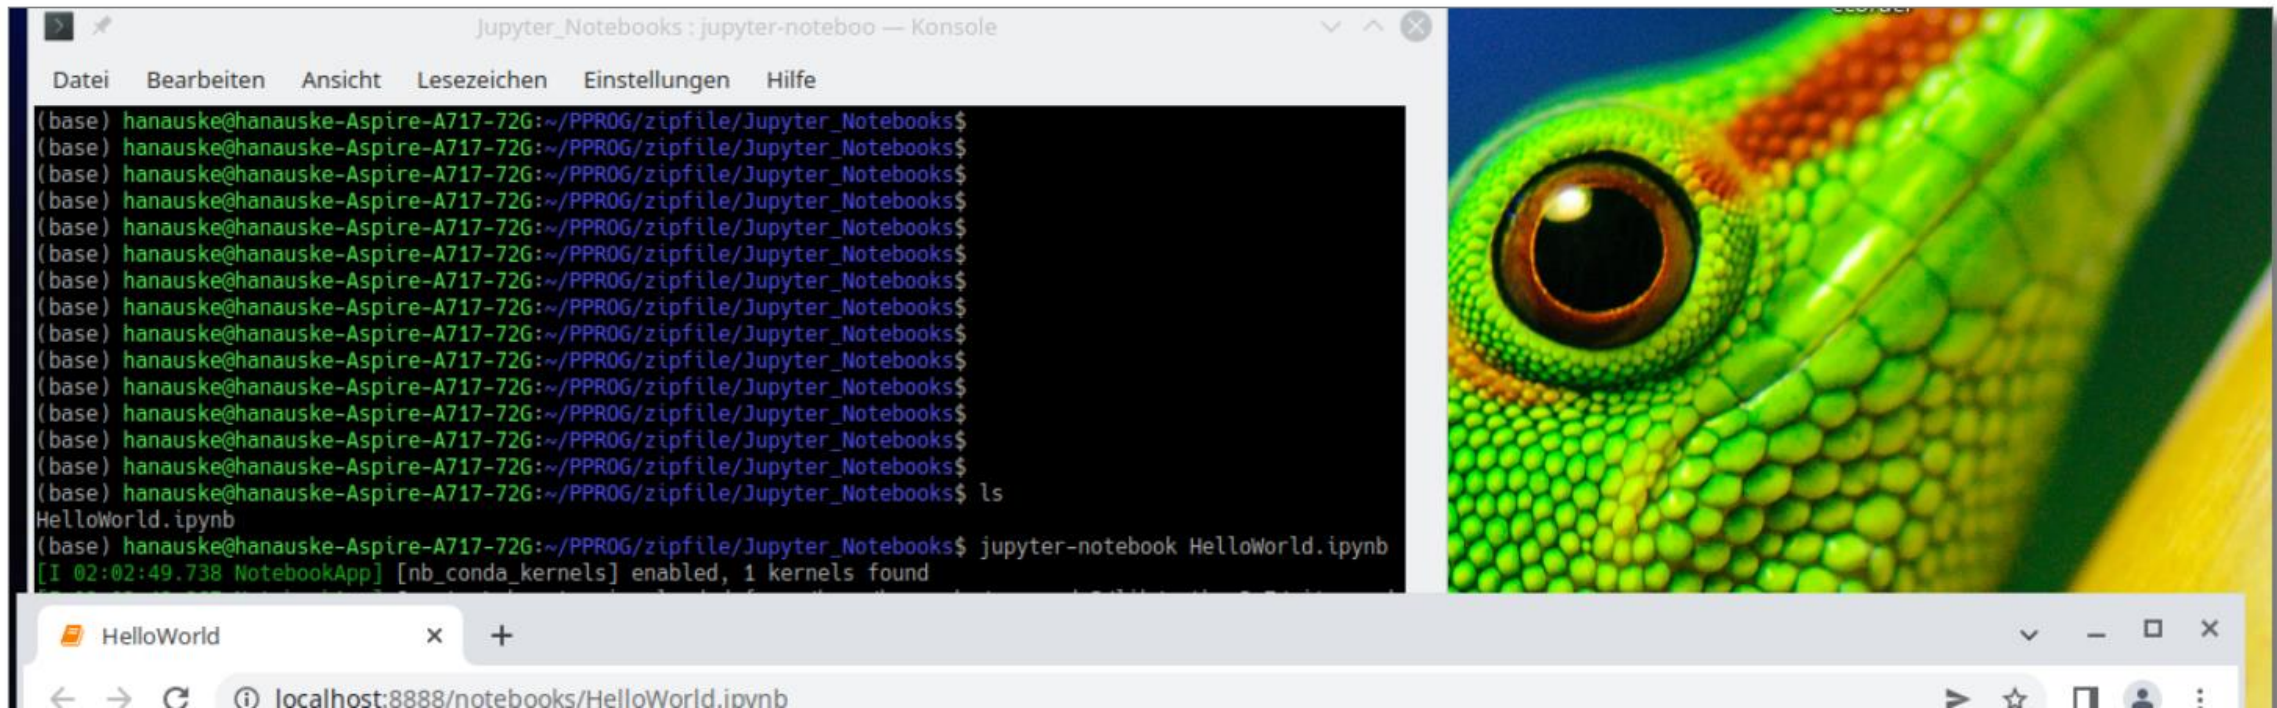 Jupyter_Notebooks : jupyter-noteboo — Konsole
Datei Bearbeiten Ansicht Lesezeichen Einstellungen Hilfe
(base) hanauske@hanauske-Aspire-A717-72G:~/PPROG/zipfile/Jupyter_Notebooks$
(base) hanauske@hanauske-Aspire-A717-72G:~/PPROG/zipfile/Jupyter_Notebooks$
(base) hanauske@hanauske-Aspire-A717-72G:~/PPROG/zipfile/Jupyter_Notebooks$
(base) hanauske@hanauske-Aspire-A717-72G:~/PPROG/zipfile/Jupyter_Notebooks$
(base) hanauske@hanauske-Aspire-A717-72G:~/PPROG/zipfile/Jupyter_Notebooks$
(base) hanauske@hanauske-Aspire-A717-72G:~/PPROG/zipfile/Jupyter_Notebooks$
(base) hanauske@hanauske-Aspire-A717-72G:~/PPROG/zipfile/Jupyter_Notebooks$
(base) hanauske@hanauske-Aspire-A717-72G:~/PPROG/zipfile/Jupyter_Notebooks$
(base) hanauske@hanauske-Aspire-A717-72G:~/PPROG/zipfile/Jupyter_Notebooks$
(base) hanauske@hanauske-Aspire-A717-72G:~/PPROG/zipfile/Jupyter_Notebooks$
(base) hanauske@hanauske-Aspire-A717-72G:~/PPROG/zipfile/Jupyter_Notebooks$
(base) hanauske@hanauske-Aspire-A717-72G:~/PPROG/zipfile/Jupyter_Notebooks$
(base) hanauske@hanauske-Aspire-A717-72G:~/PPROG/zipfile/Jupyter_Notebooks$
(base) hanauske@hanauske-Aspire-A717-72G:~/PPROG/zipfile/Jupyter_Notebooks$
(base) hanauske@hanauske-Aspire-A717-72G:~/PPROG/zipfile/Jupyter_Notebooks$ ls
HelloWorld.ipynb
(base) hanauske@hanauske-Aspire-A717-72G:~/PPROG/zipfile/Jupyter_Notebooks$ jupyter-notebook HelloWorld.ipynb
[I 02:02:49.738 NotebookApp] [nb_conda_kernels] enabled, 1 kernels found
HelloWorld
localhost:8888/notebooks/HelloWorld.ipynb